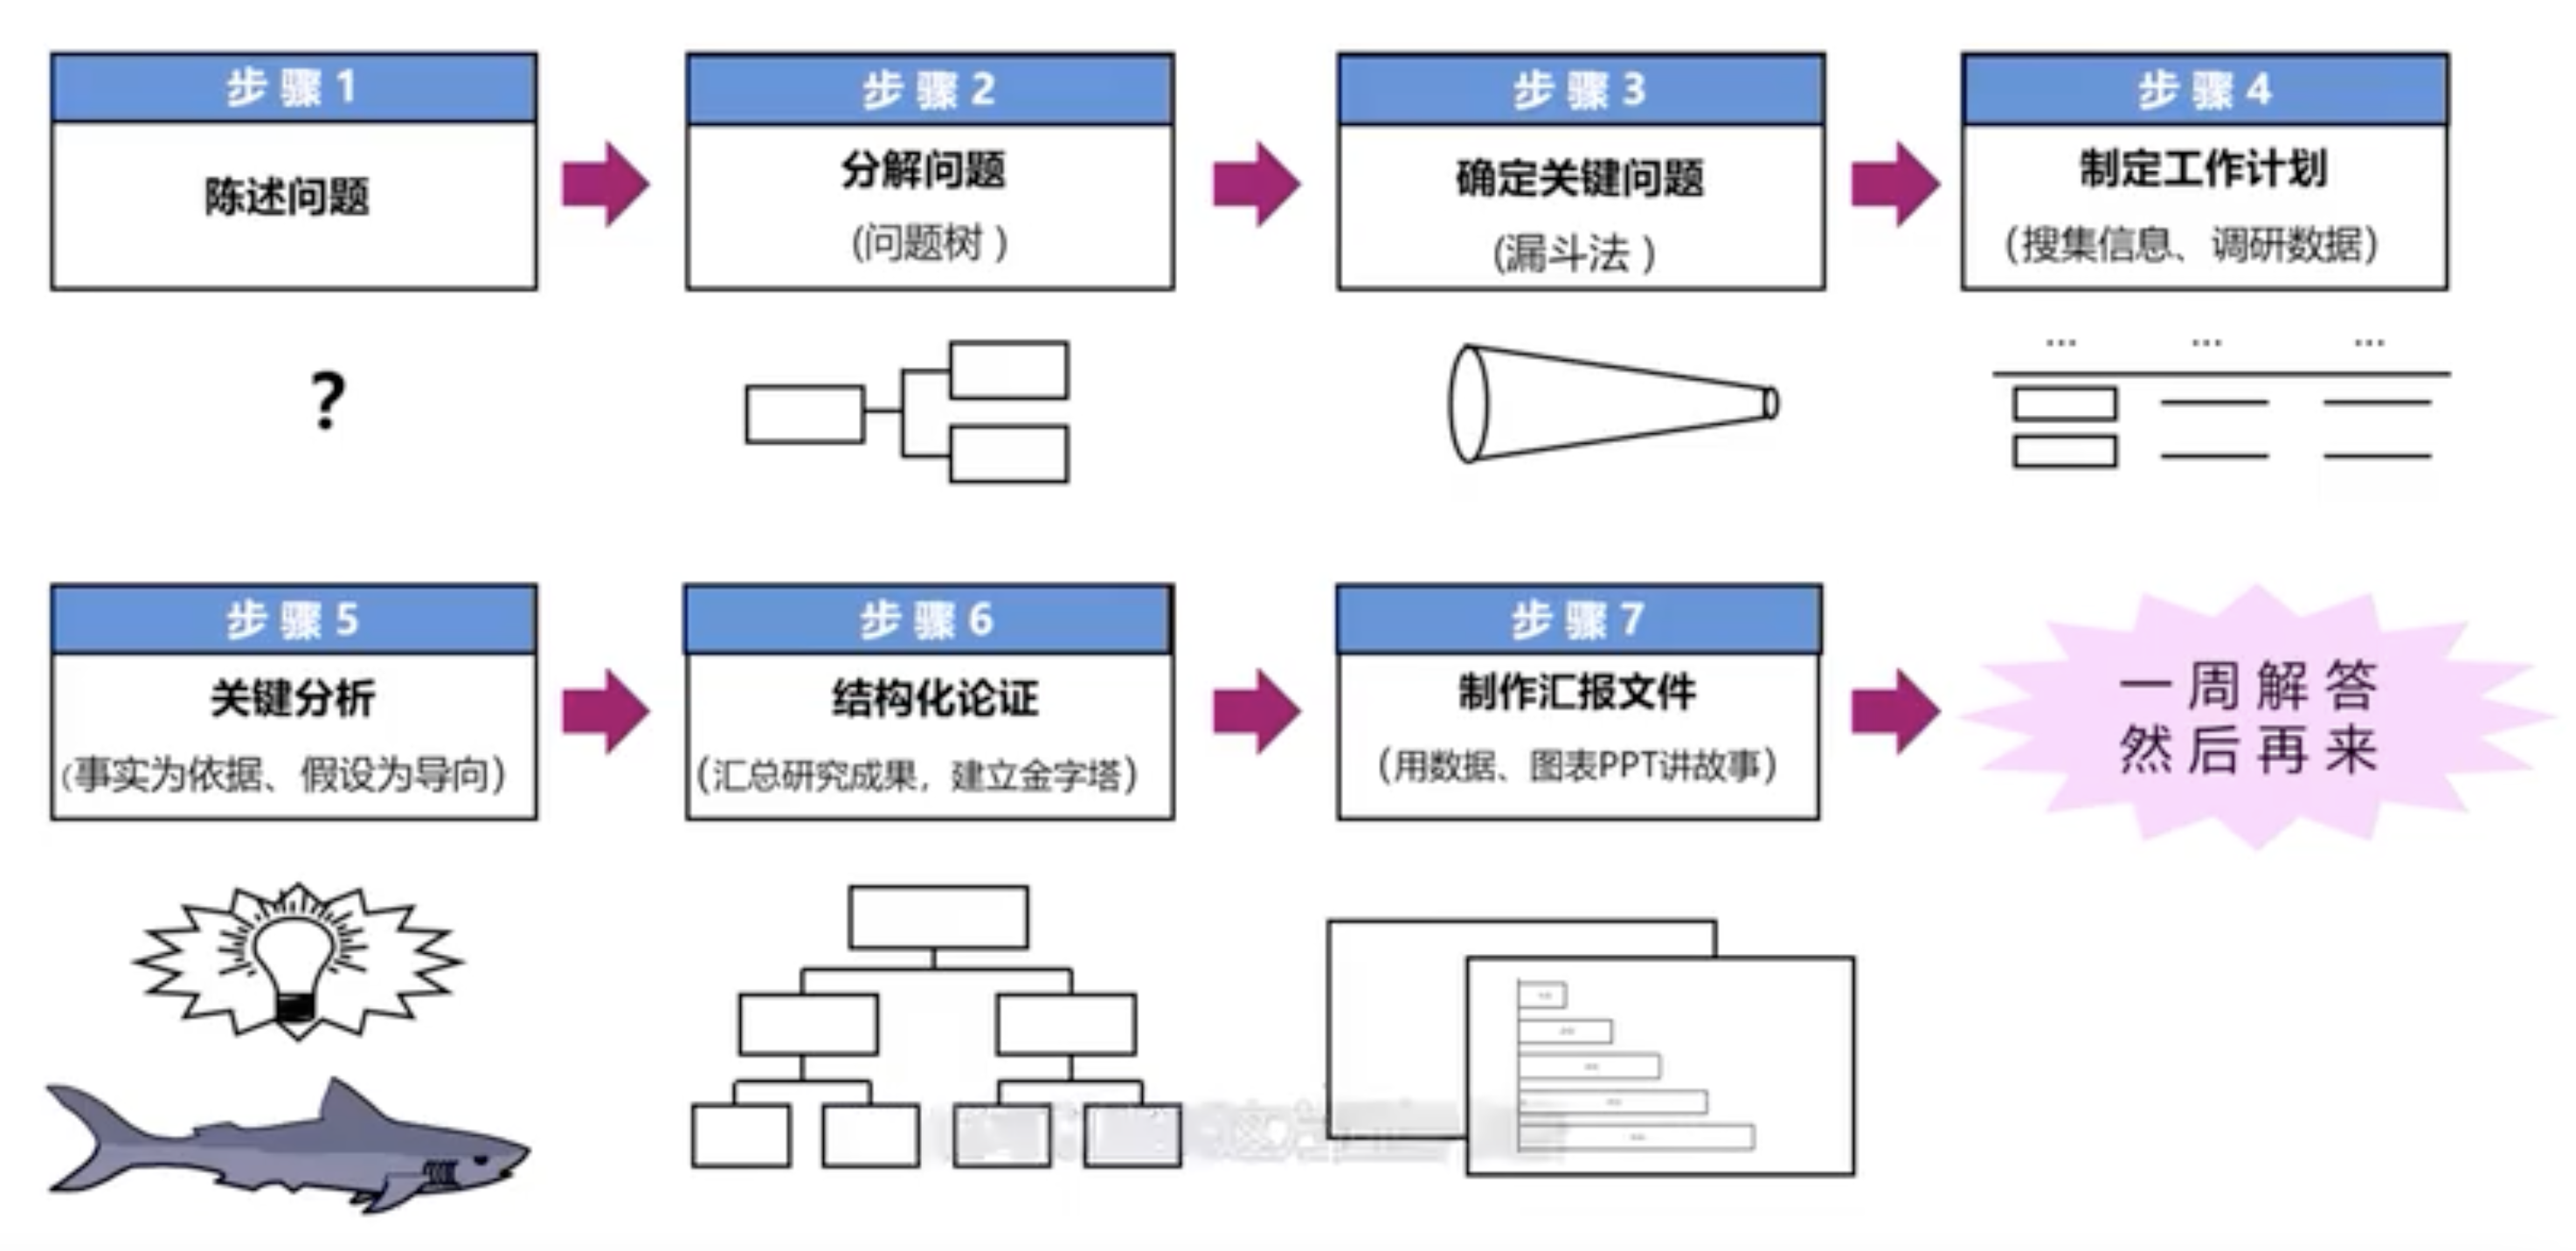 步骤1
陈述问题
步骤2
分解问题
(问题树)
步骤3
确定关键问题
(漏斗法)
步骤4
制定工作计划
(搜集信息、调研数据)
?
... ... ...
步骤5
关键分析
(事实为依据、假设为导向)
步骤6
结构化论证
(汇总研究成果，建立金字塔)
步骤7
制作汇报文件
(用数据、图表PPT讲故事)
一周解答
然后再来